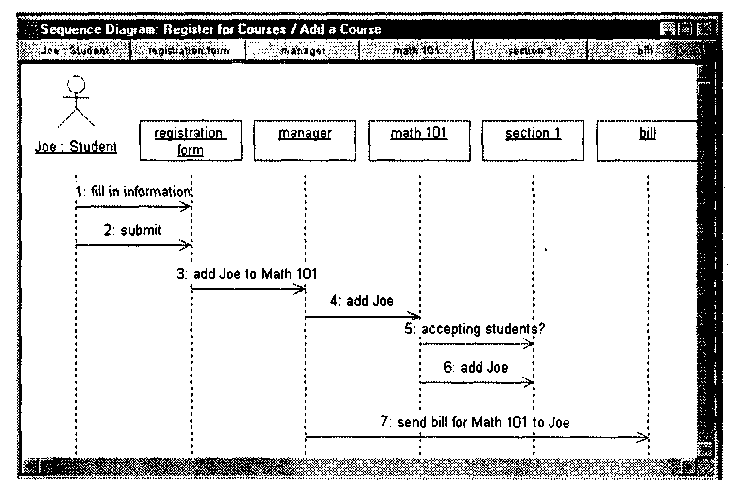 Sequence Diagram: Register for Courses / Add a Course
Joe : Student
registration form
manager
math 101
section 1
bill
Joe : Student
registration
form
manager
math 101
section 1
bill
1: fill in information
2: submit
3: add Joe to Math 101
4: add Joe
5: accepting students?
6: add Joe
7: send bill for Math 101 to Joe